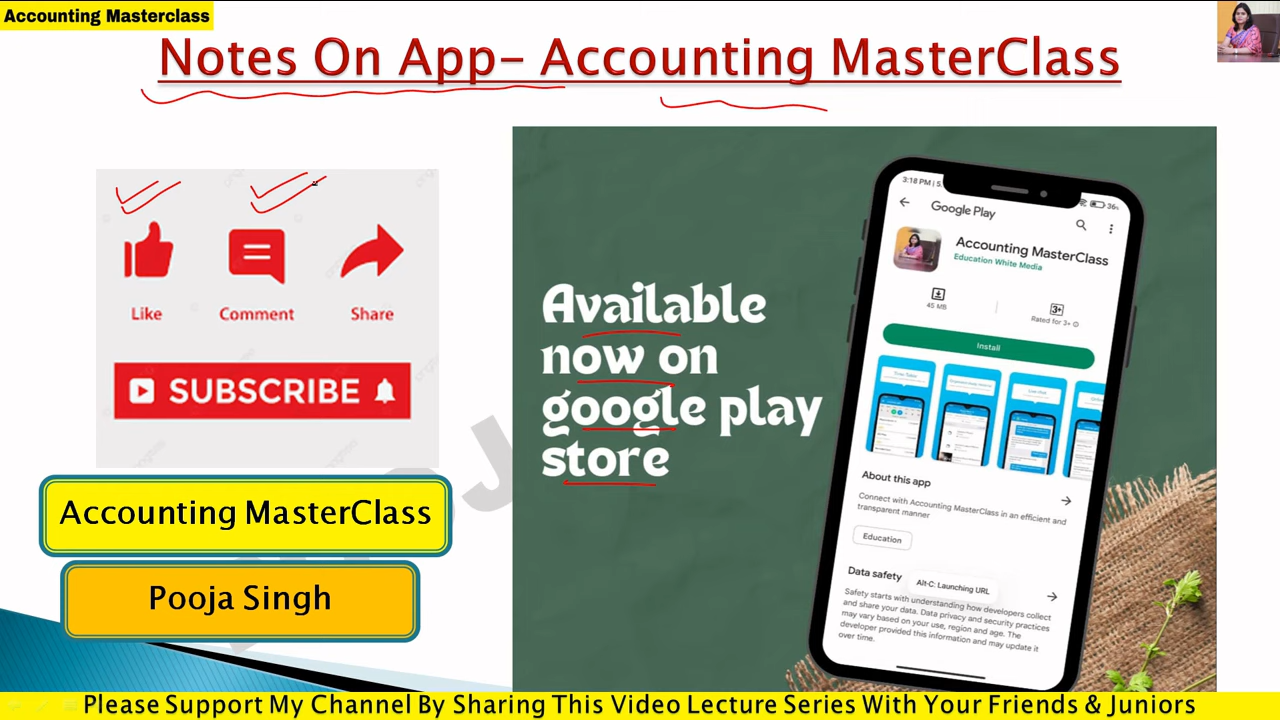 Accounting Masterclass
Notes On App- Accounting MasterClass
Like
Comment
Share
SUBSCRIBE
Accounting MasterClass
Pooja Singh
Available
now on
google play
store
3:18 PM | 5.
36
Google Play
Accounting MasterClass
Education White Media
45 MB
3+
Rated for 3+
Install
About this app
Connect with Accounting MasterClass in an efficient and
transparent manner
Education
Data safety
Alt-C: Launching URL
Safety starts with understanding how developers collect
and share your data. Data privacy and security practices
may vary based on your use, region and age. The
developer provided this information and may update it
over time.
Please Support My Channel By Sharing This Video Lecture Series With Your Friends & Juniors